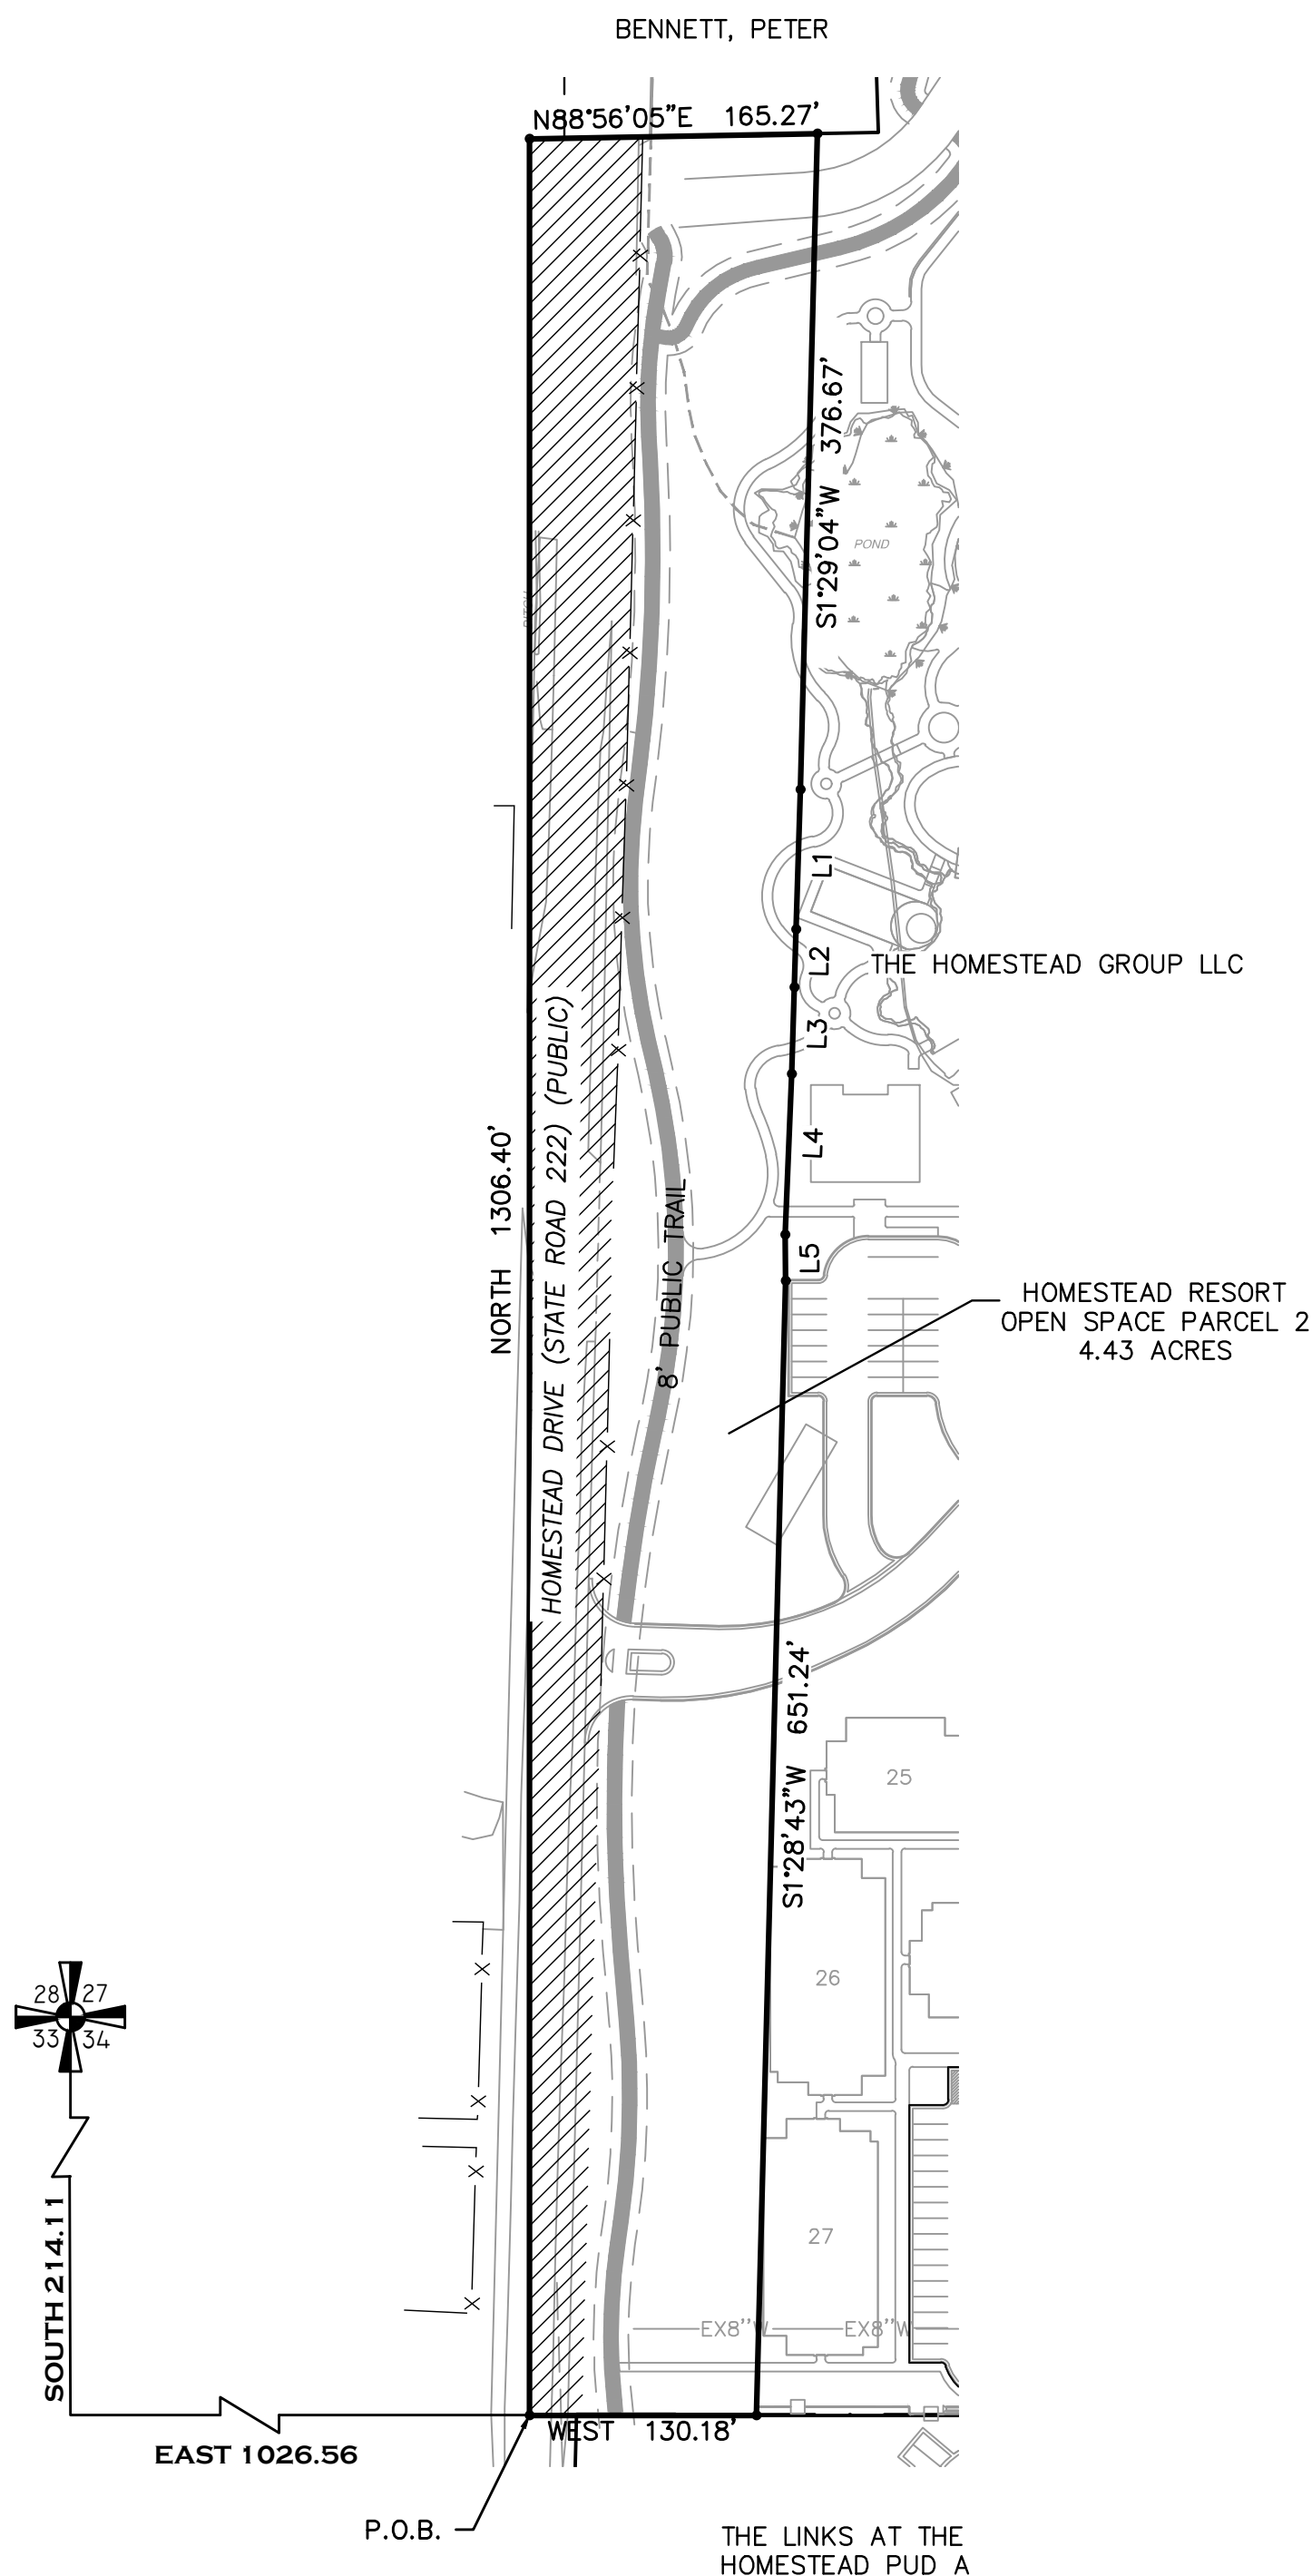 BENNETT, PETER
N88°56'05"E 165.27'
S1°29'04"W 376.67'
POND
DITCH
L1
L2
THE HOMESTEAD GROUP LLC
L3
L4
L5
NORTH 1306.40'
HOMESTEAD DRIVE (STATE ROAD 222) (PUBLIC)
8' PUBLIC TRAIL
HOMESTEAD RESORT
OPEN SPACE PARCEL 2
4.43 ACRES
S1°28'43"W 651.24'
25
26
28 27
33 34
27
SOUTH 214.11
EX8"W EX8"W
WEST 130.18'
EAST 1026.56
P.O.B.
THE LINKS AT THE
HOMESTEAD PUD A